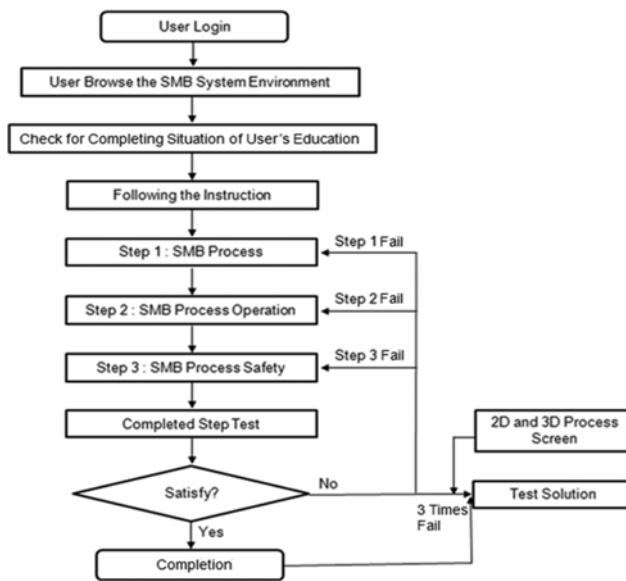 User Login
User Browse the SMB System Environment
Check for Completing Situation of User's Education
Following the Instruction
Step 1 : SMB Process
Step 1 Fail
Step 2 : SMB Process Operation
Step 2 Fail
Step 3 : SMB Process Safety
Step 3 Fail
Completed Step Test
2D and 3D Process
Screen
Satisfy?
No
3 Times
Fail
Test Solution
Yes
Completion